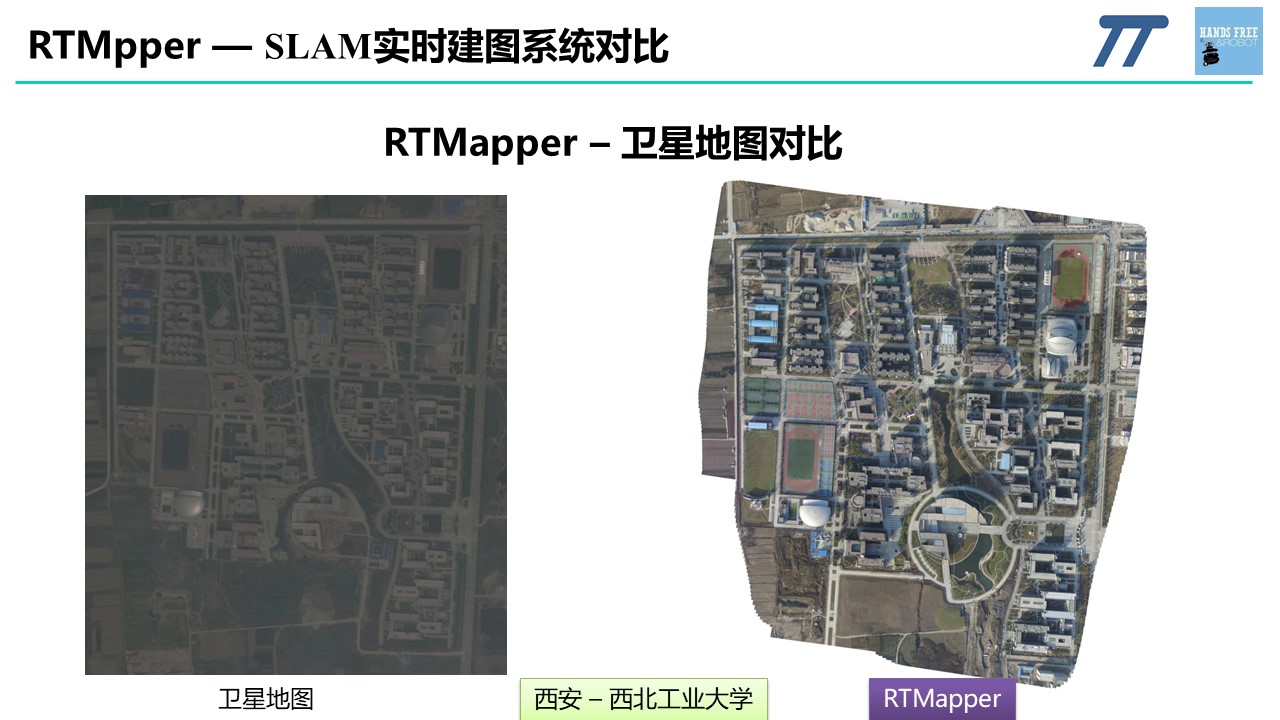 RTMpper — SLAM实时建图系统对比
HANDS FREE
&ROBOT
RTMapper – 卫星地图对比
卫星地图
西安 – 西北工业大学
RTMapper